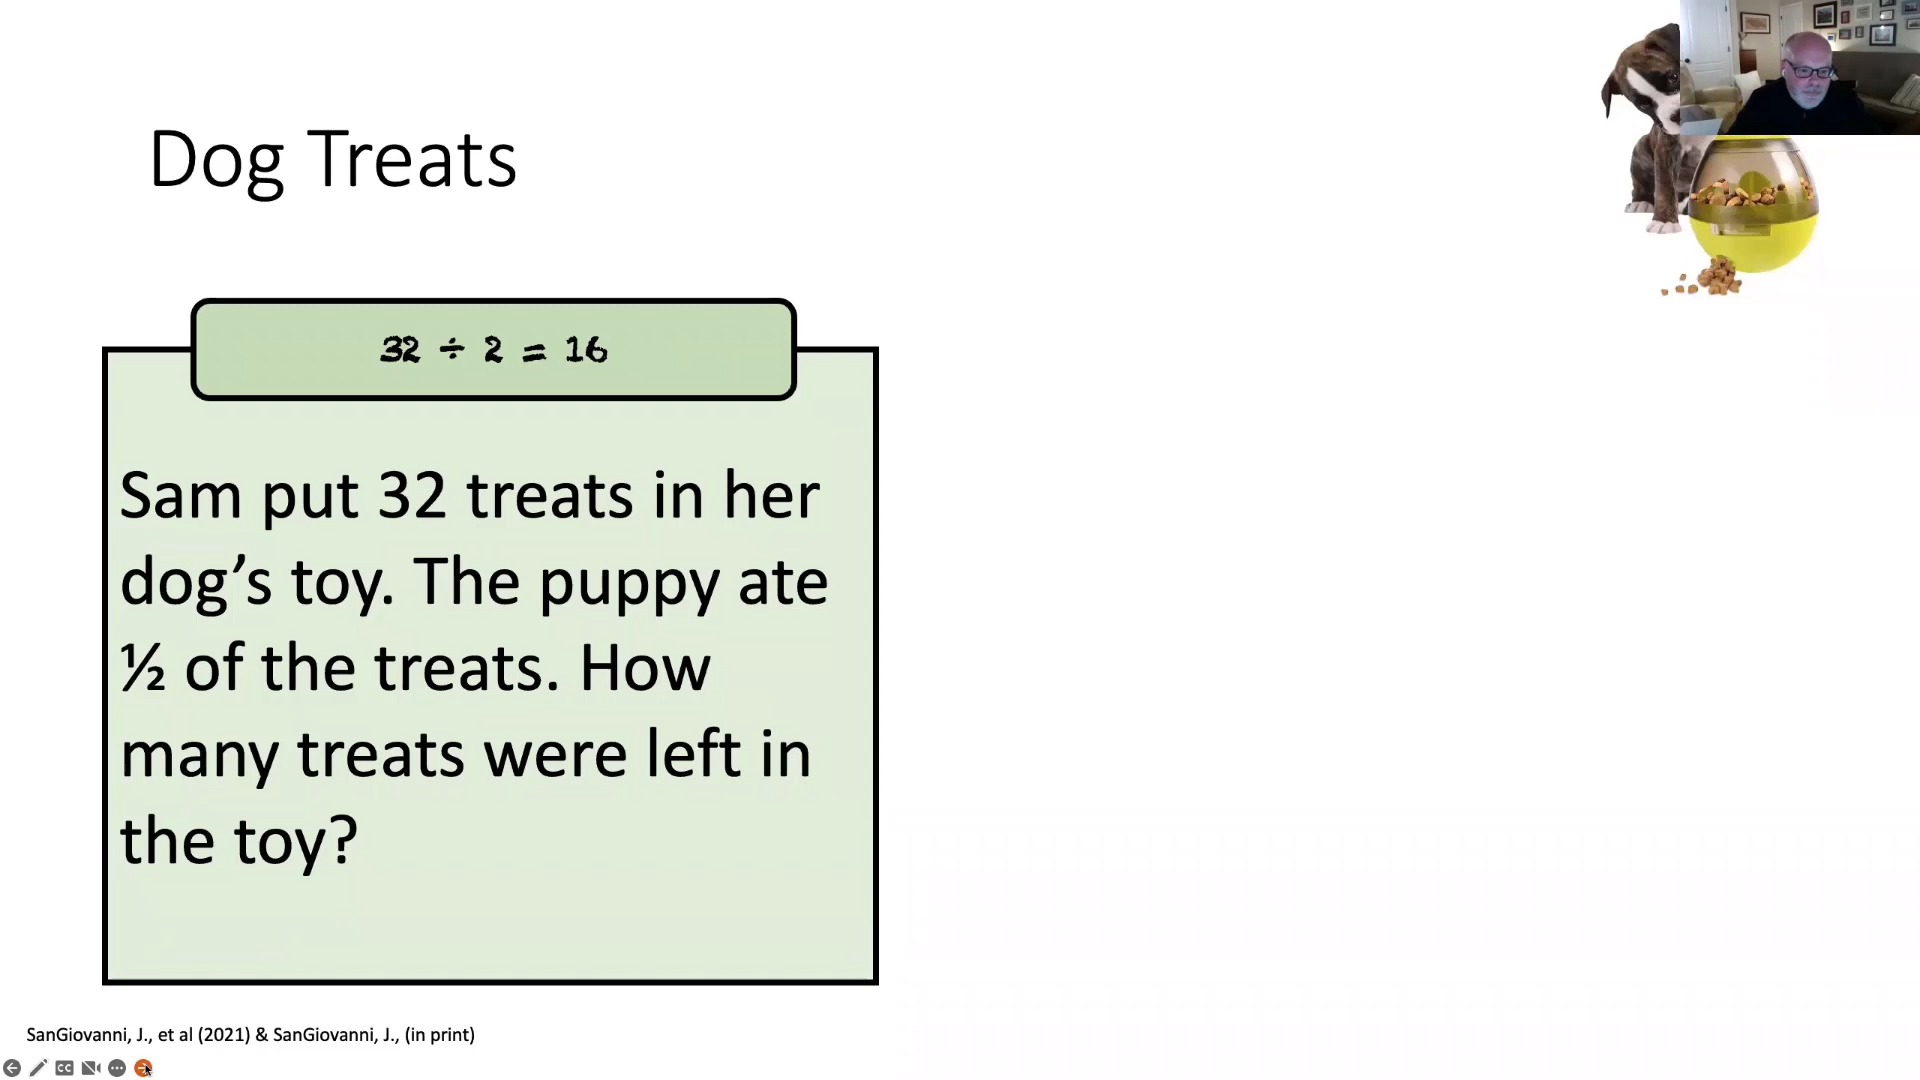 Dog Treats
32 ÷ 2 = 16
Sam put 32 treats in her
dog’s toy. The puppy ate
½ of the treats. How
many treats were left in
the toy?
SanGiovanni, J., et al (2021) & SanGiovanni, J., (in print)
CC